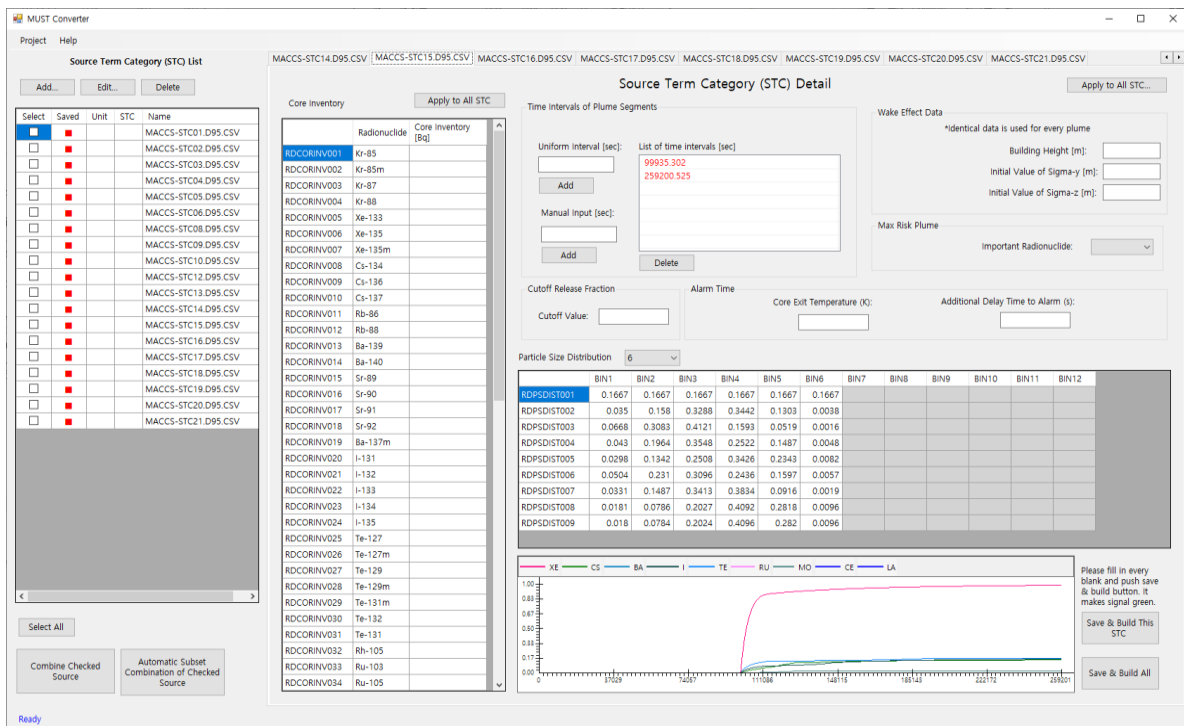 MUST Converter
Project Help
Source Term Category (STC) List
Add... Edit... Delete
Select Saved Unit STC Name
MACCS-STC01.D95.CSV
MACCS-STC02.D95.CSV
MACCS-STC03.D95.CSV
MACCS-STC04.D95.CSV
MACCS-STC05.D95.CSV
MACCS-STC06.D95.CSV
MACCS-STC08.D95.CSV
MACCS-STC09.D95.CSV
MACCS-STC10.D95.CSV
MACCS-STC12.D95.CSV
MACCS-STC13.D95.CSV
MACCS-STC14.D95.CSV
MACCS-STC15.D95.CSV
MACCS-STC16.D95.CSV
MACCS-STC17.D95.CSV
MACCS-STC18.D95.CSV
MACCS-STC19.D95.CSV
MACCS-STC20.D95.CSV
MACCS-STC21.D95.CSV
Select All
Combine Checked
Source
Automatic Subset
Combination of Checked
Source
Ready
MACCS-STC14.D95.CSV MACCS-STC15.D95.CSV MACCS-STC16.D95.CSV MACCS-STC17.D95.CSV MACCS-STC18.D95.CSV MACCS-STC19.D95.CSV MACCS-STC20.D95.CSV MACCS-STC21.D95.CSV
Source Term Category (STC) Detail
Apply to All STC...
Core Inventory
Apply to All STC
Radionuclide Core Inventory
[Bq]
RDCORINV001 Kr-85
RDCORINV002 Kr-85m
RDCORINV003 Kr-87
RDCORINV004 Kr-88
RDCORINV005 Xe-133
RDCORINV006 Xe-135
RDCORINV007 Xe-135m
RDCORINV008 Cs-134
RDCORINV009 Cs-136
RDCORINV010 Cs-137
RDCORINV011 Rb-86
RDCORINV012 Rb-88
RDCORINV013 Ba-139
RDCORINV014 Ba-140
RDCORINV015 Sr-89
RDCORINV016 Sr-90
RDCORINV017 Sr-91
RDCORINV018 Sr-92
RDCORINV019 Ba-137m
RDCORINV020 I-131
RDCORINV021 I-132
RDCORINV022 I-133
RDCORINV023 I-134
RDCORINV024 I-135
RDCORINV025 Te-127
RDCORINV026 Te-127m
RDCORINV027 Te-129
RDCORINV028 Te-129m
RDCORINV029 Te-131m
RDCORINV030 Te-132
RDCORINV031 Te-131
RDCORINV032 Rh-105
RDCORINV033 Ru-103
RDCORINV034 Ru-105
Time Intervals of Plume Segments
Uniform interval [sec]:
Add
Manual Input [sec]:
Add
List of time intervals [sec]
99935.302
259200.525
Delete
Wake Effect Data
*Identical data is used for every plume
Building Height [m]:
Initial Value of Sigma-y [m]:
Initial Value of Sigma-z [m]:
Max Risk Plume
Important Radionuclide:
Cutoff Release Fraction
Cutoff Value:
Alarm Time
Core Exit Temperature (K):
Additional Delay Time to Alarm (s):
Particle Size Distribution 6
BIN1 BIN2 BIN3 BIN4 BIN5 BIN6 BIN7 BIN8 BIN9 BIN10 BIN11 BIN12
RDPSDIST001 0.1667 0.1667 0.1667 0.1667 0.1667 0.1667
RDPSDIST002 0.035 0.158 0.3288 0.3442 0.1303 0.0038
RDPSDIST003 0.0668 0.3083 0.4121 0.1593 0.0519 0.0016
RDPSDIST004 0.043 0.1964 0.3548 0.2522 0.1487 0.0048
RDPSDIST005 0.0298 0.1342 0.2508 0.3426 0.2343 0.0082
RDPSDIST006 0.0504 0.231 0.3096 0.2436 0.1597 0.0057
RDPSDIST007 0.0331 0.1487 0.3413 0.3834 0.0916 0.0019
RDPSDIST008 0.0181 0.0786 0.2027 0.4092 0.2818 0.0096
RDPSDIST009 0.018 0.0784 0.2024 0.4096 0.282 0.0096
XE CS BA I TE RU MO CE LA
1.00
0.83
0.67
0.50
0.33
0.17
0.00
0 37029 74057 111086 148115 185143 222172 259201
Please fill in every
blank and push save
& build button. It
makes signal green.
Save & Build This
STC
Save & Build All